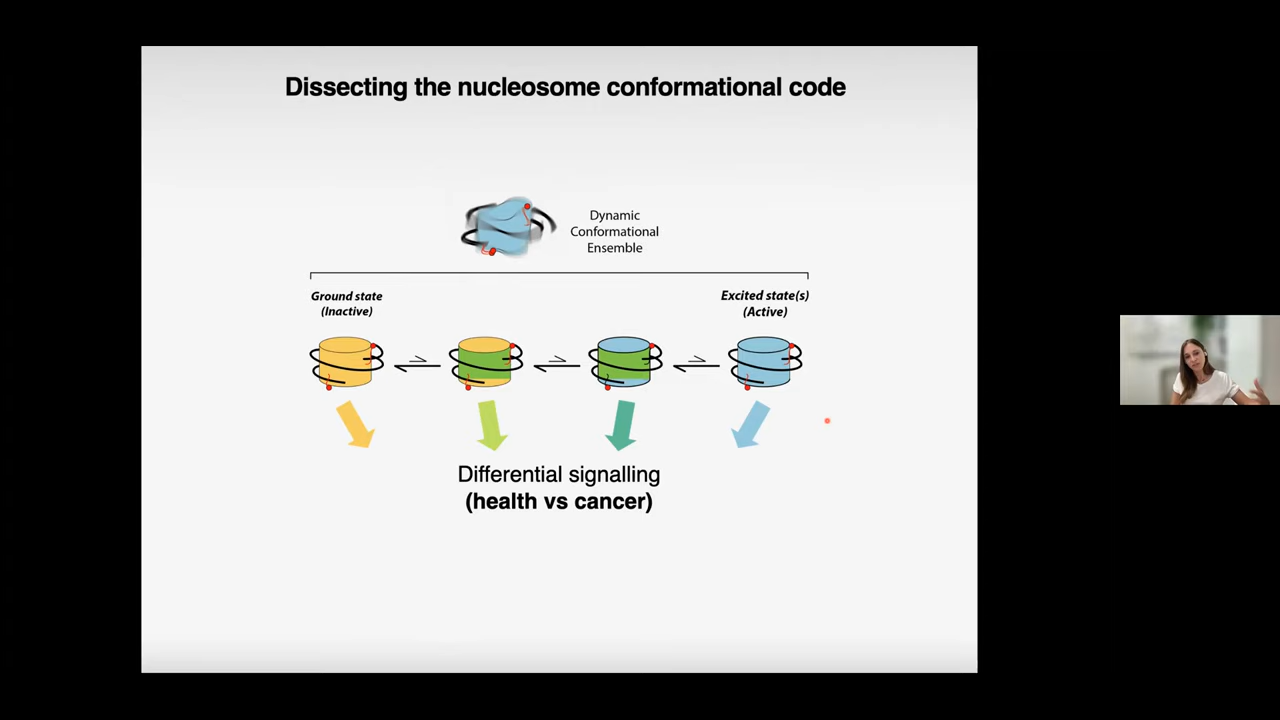 Dissecting the nucleosome conformational code
Dynamic
Conformational
Ensemble
Ground state
(Inactive)
Excited state(s)
(Active)
Differential signalling
(health vs cancer)